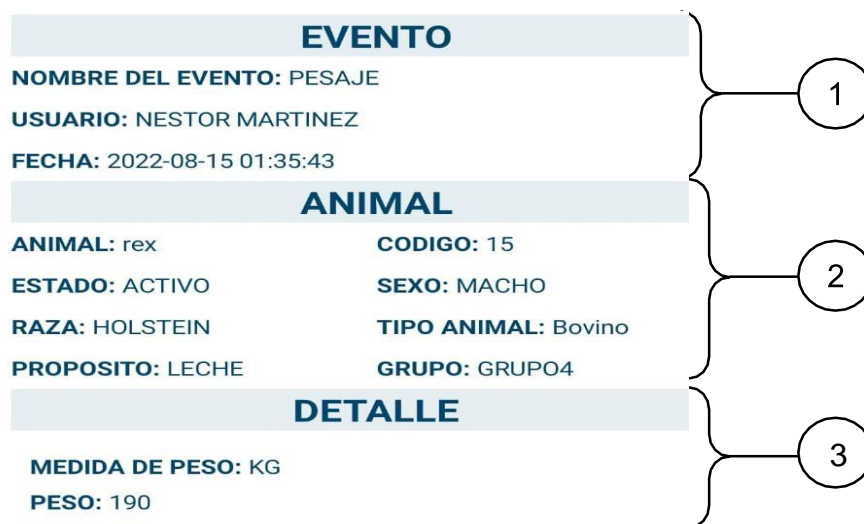 EVENTO
NOMBRE DEL EVENTO: PESAJE
USUARIO: NESTOR MARTINEZ
FECHA: 2022-08-15 01:35:43
1
ANIMAL
ANIMAL: rex CODIGO: 15
ESTADO: ACTIVO SEXO: MACHO
RAZA: HOLSTEIN TIPO ANIMAL: Bovino
PROPOSITO: LECHE GRUPO: GRUPO4
2
DETALLE
MEDIDA DE PESO: KG
PESO: 190
3